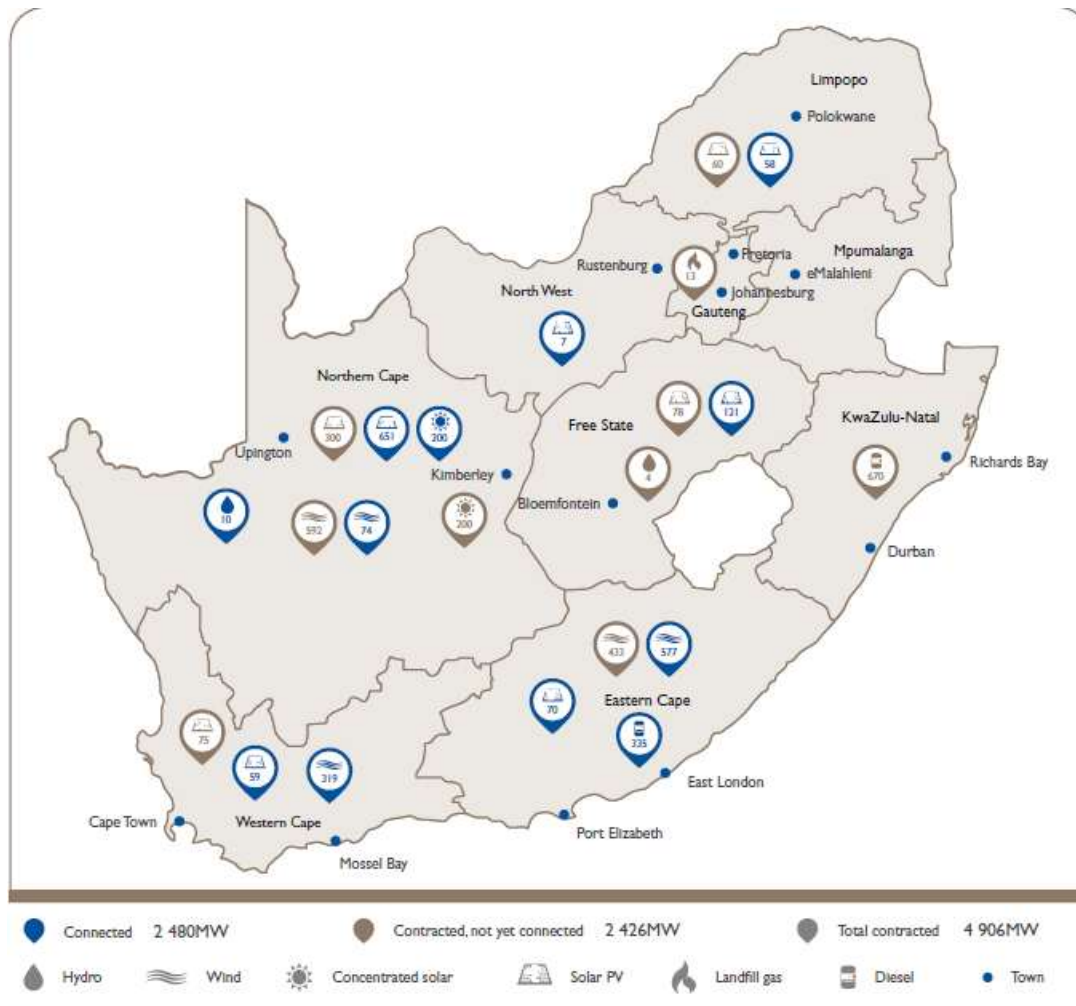 Limpopo
Polokwane
60
58
Mpumalanga
Pretoria
Rustenburg
eMalahleni
13
Johannesburg
North West
Gauteng
7
Northern Cape
300
651
200
Upington
Kimberley
10
592
74
200
78
121
Free State
4
Bloemfontein
KwaZulu-Natal
670
Richards Bay
Durban
433
577
70
Eastern Cape
335
East London
Port Elizabeth
75
59
319
Cape Town
Western Cape
Mossel Bay
Connected 2 480MW
Contracted, not yet connected 2 426MW
Total contracted 4 906MW
Hydro
Wind
Concentrated solar
Solar PV
Landfill gas
Diesel
Town